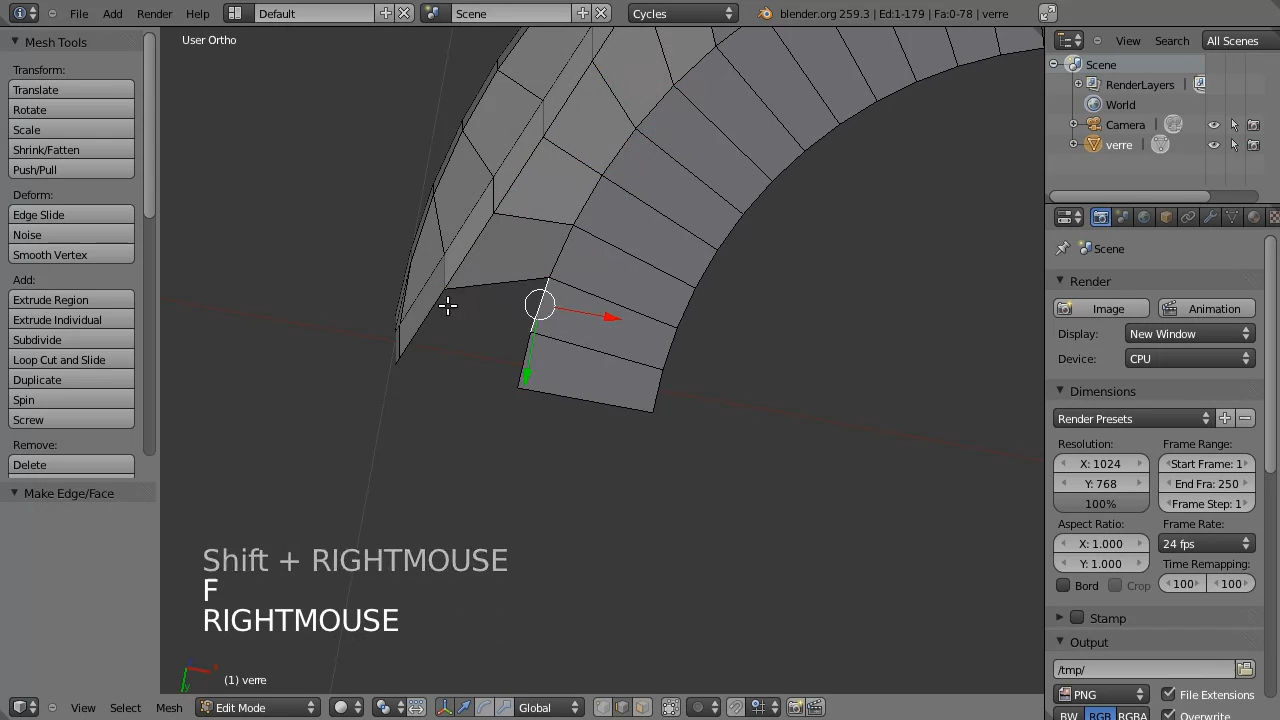 File Add Render Help Default Scene Cycles blender.org 259.3 | Ed:1-179 | Fa:0-78 | verre
Mesh Tools
Transform:
Translate
Rotate
Scale
Shrink/Fatten
Push/Pull
Deform:
Edge Slide
Noise
Smooth Vertex
Add:
Extrude Region
Extrude Individual
Subdivide
Loop Cut and Slide
Duplicate
Spin
Screw
Remove:
Delete
Make Edge/Face
User Ortho
Shift + RIGHTMOUSE
F
RIGHTMOUSE
(1) verre
View Select Mesh Edit Mode Global
View Search All Scenes
Scene
RenderLayers
World
Camera
verre
Scene
Render
Image Animation
Display: New Window
Device: CPU
Dimensions
Render Presets
Resolution: Frame Range:
X: 1024 Start Frame: 1
Y: 768 End Fra: 250
100% Frame Step: 1
Aspect Ratio: Frame Rate:
X: 1.000 24 fps
Y: 1.000 Time Remapping:
Bord Crop 100 100
Stamp
Output
/tmp/
PNG File Extensions
BW RGB RGBA Overwrite